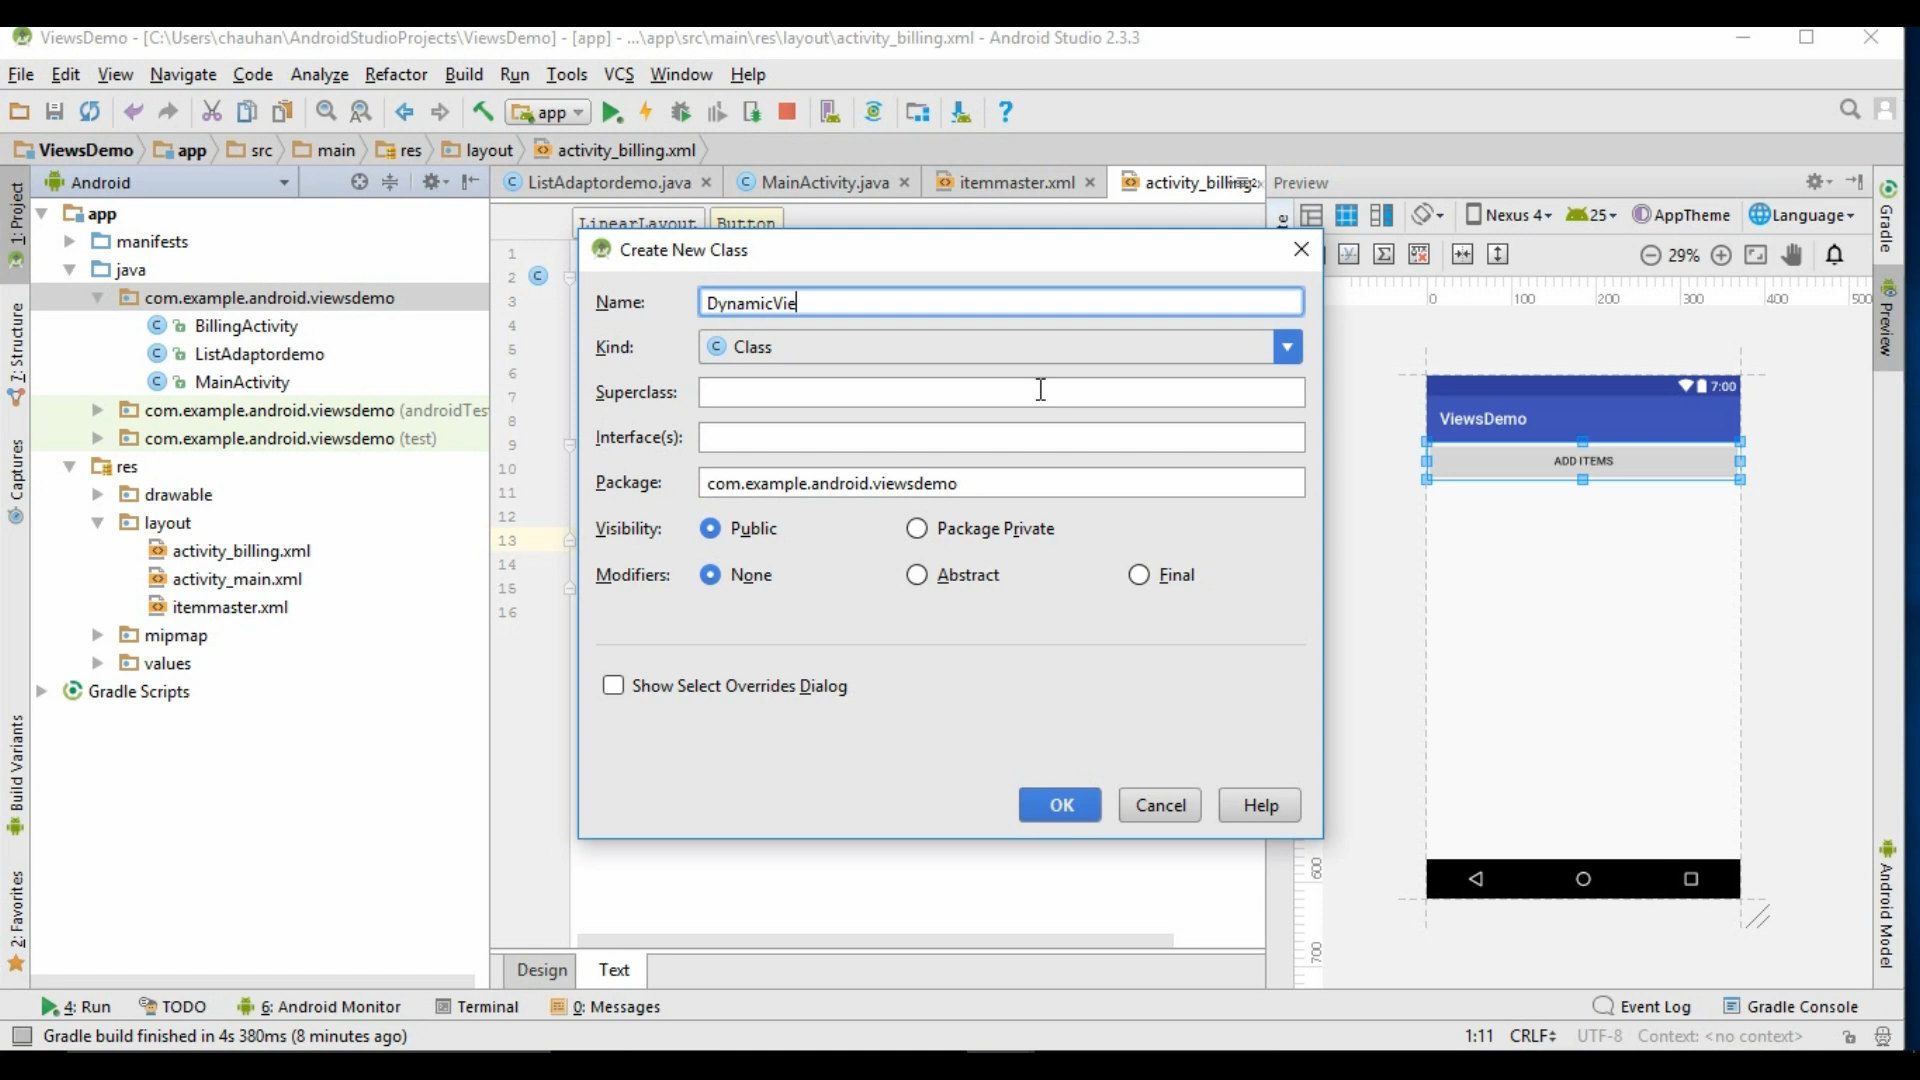 ViewsDemo - [C:\Users\chauhan\AndroidStudioProjects\ViewsDemo] - [app] - ...\app\src\main\res\layout\activity_billing.xml - Android Studio 2.3.3
File Edit View Navigate Code Analyze Refactor Build Run Tools VCS Window Help
app
ViewsDemo app src main res layout activity_billing.xml
1: Project
7: Structure
Captures
Build Variants
2: Favorites
Android
app
manifests
java
com.example.android.viewsdemo
BillingActivity
ListAdaptordemo
MainActivity
com.example.android.viewsdemo (androidTes
com.example.android.viewsdemo (test)
res
drawable
layout
activity_billing.xml
activity_main.xml
itemmaster.xml
mipmap
values
Gradle Scripts
ListAdaptordemo.java MainActivity.java itemmaster.xml activity_billing.x
LinearLayout Button
1
2
3
4
5
6
7
8
9
10
11
12
13
14
15
16
Create New Class
Name: DynamicVie
Kind: Class
Superclass:
Interface(s):
Package: com.example.android.viewsdemo
Visibility: Public Package Private
Modifiers: None Abstract Final
Show Select Overrides Dialog
OK Cancel Help
Design Text
Preview
Nexus 4 25 AppTheme Language
29%
0 100 200 300 400 500
7:00
ViewsDemo
ADD ITEMS
600
700
Gradle
Preview
Android Model
4: Run TODO 6: Android Monitor Terminal 0: Messages Event Log Gradle Console
Gradle build finished in 4s 380ms (8 minutes ago) 1:11 CRLF UTF-8 Context: <no context>